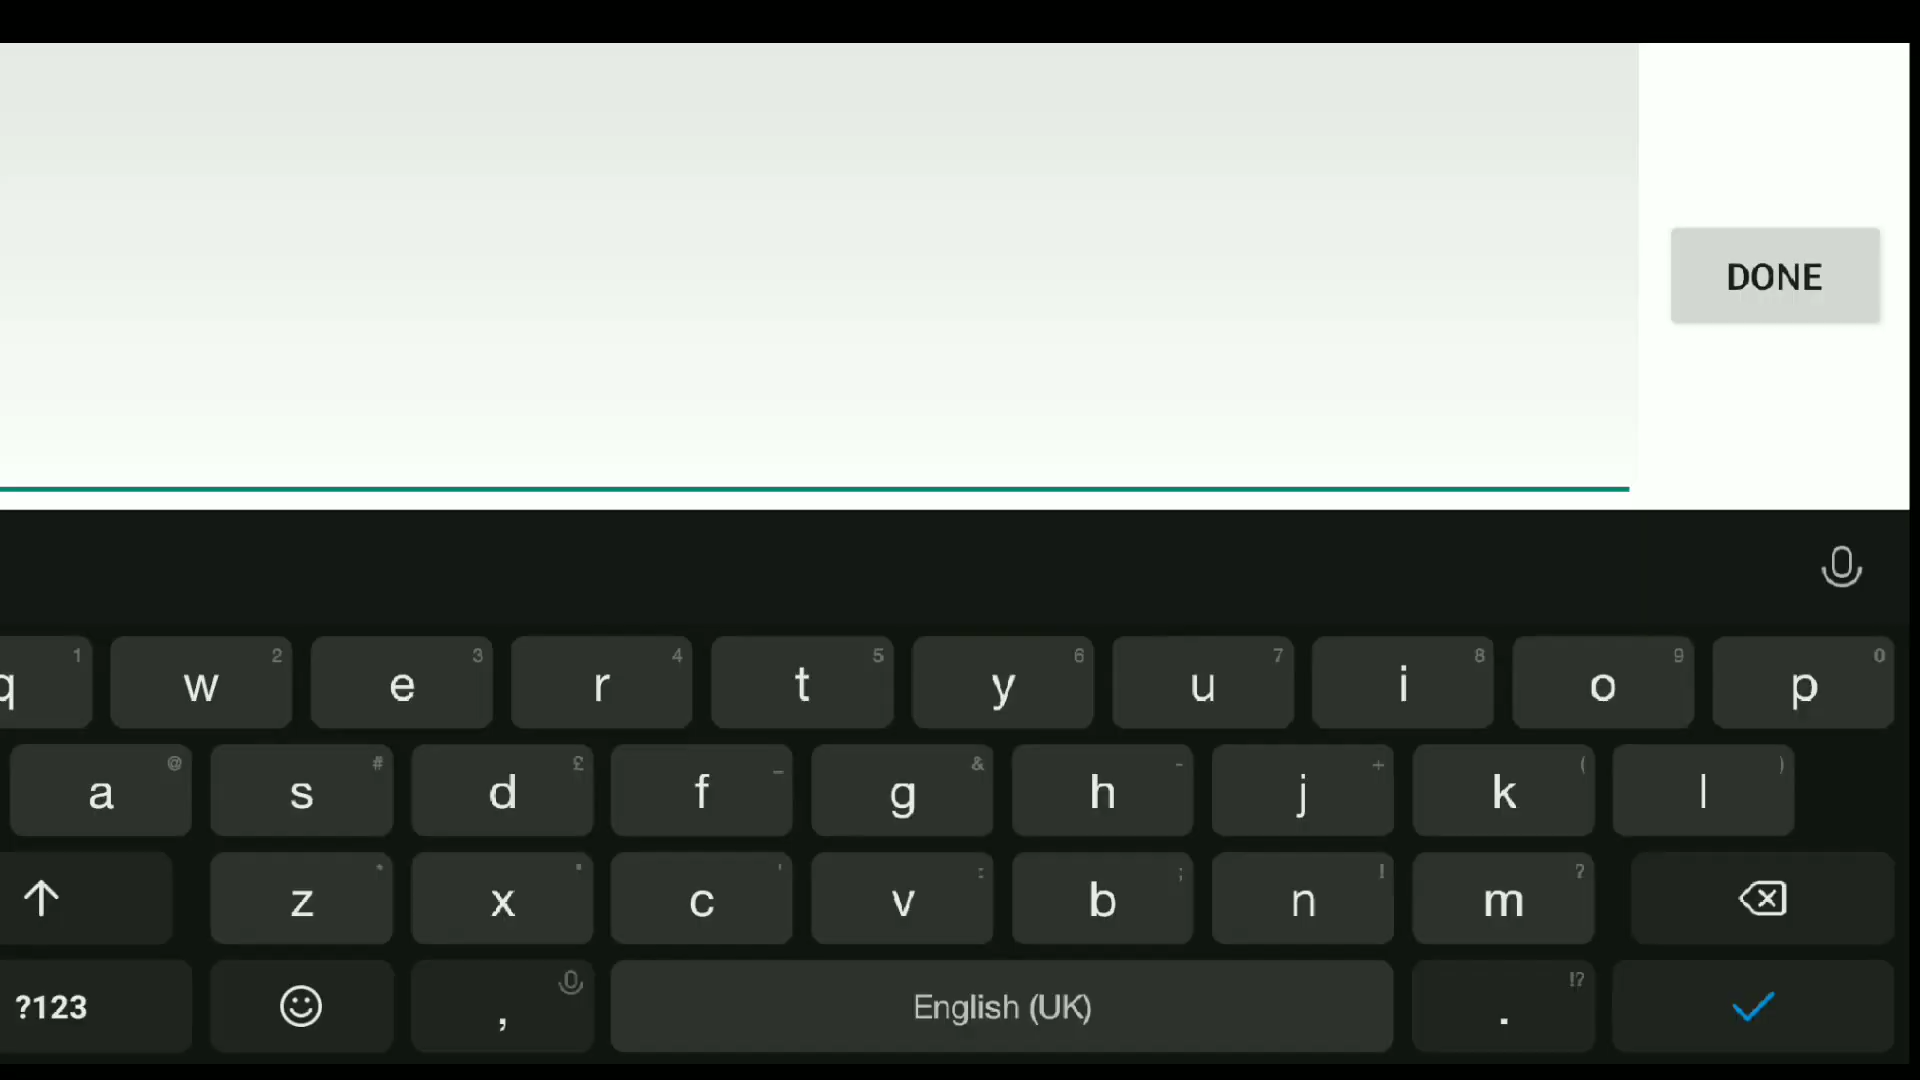 DONE
1 2 3 4 5 6 7 8 9 0
q w e r t y u i o p
@ # £ _ & - + ( )
a s d f g h j k l
* " ' : ; ! ?
z x c v b n m
!?
?123 , English (UK) .